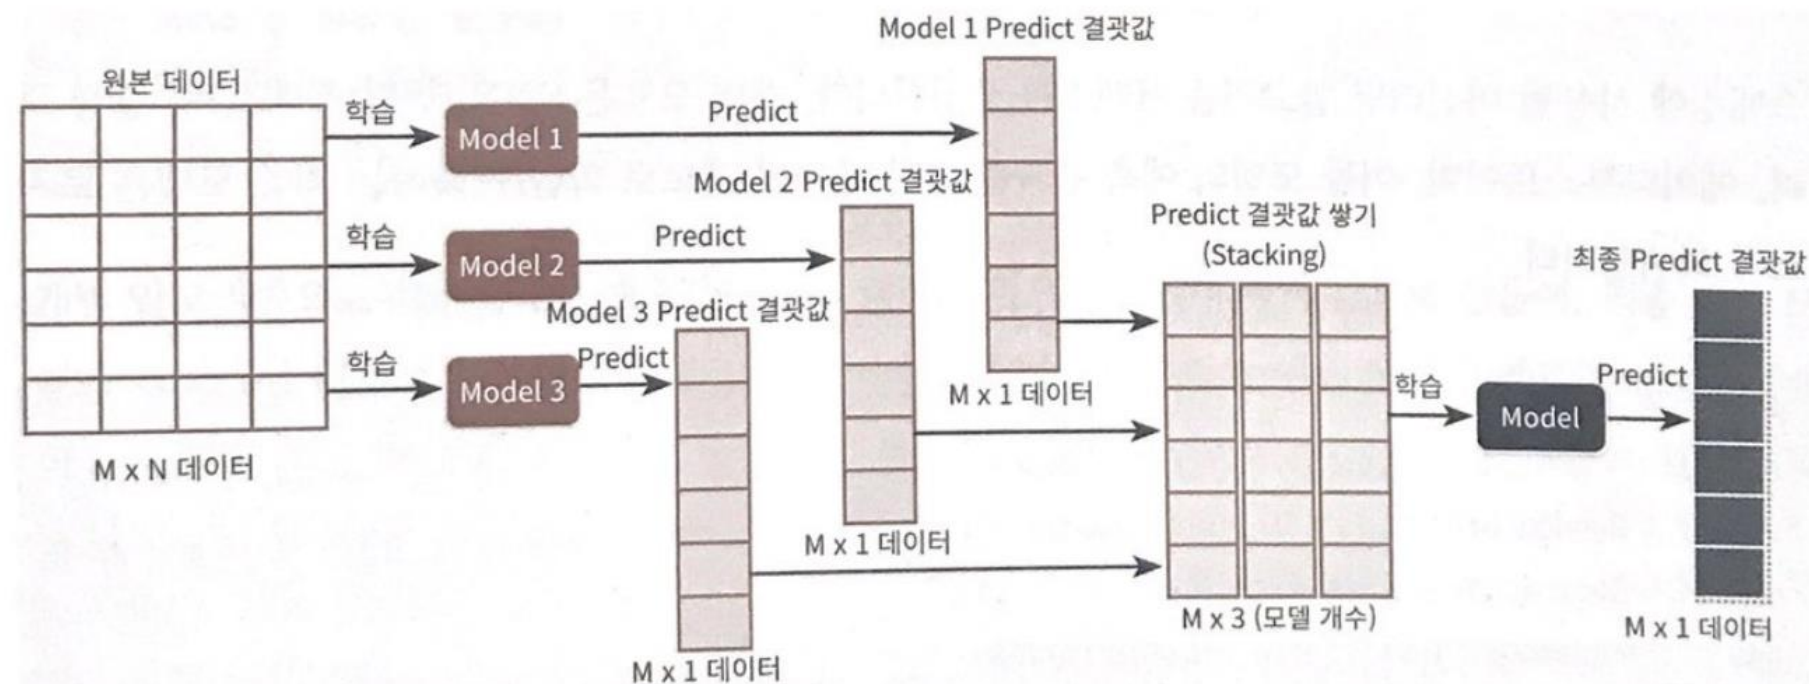 Model 1 Predict 결괏값
원본 데이터
학습
Model 1
Predict
Model 2 Predict 결괏값
학습
Model 2
Predict
Predict 결괏값 쌓기
(Stacking)
최종 Predict 결괏값
Model 3 Predict 결괏값
학습
Model 3
Predict
M x 1 데이터
학습
Model
Predict
M x N 데이터
M x 1 데이터
M x 3 (모델 개수)
M x 1 데이터
M x 1 데이터